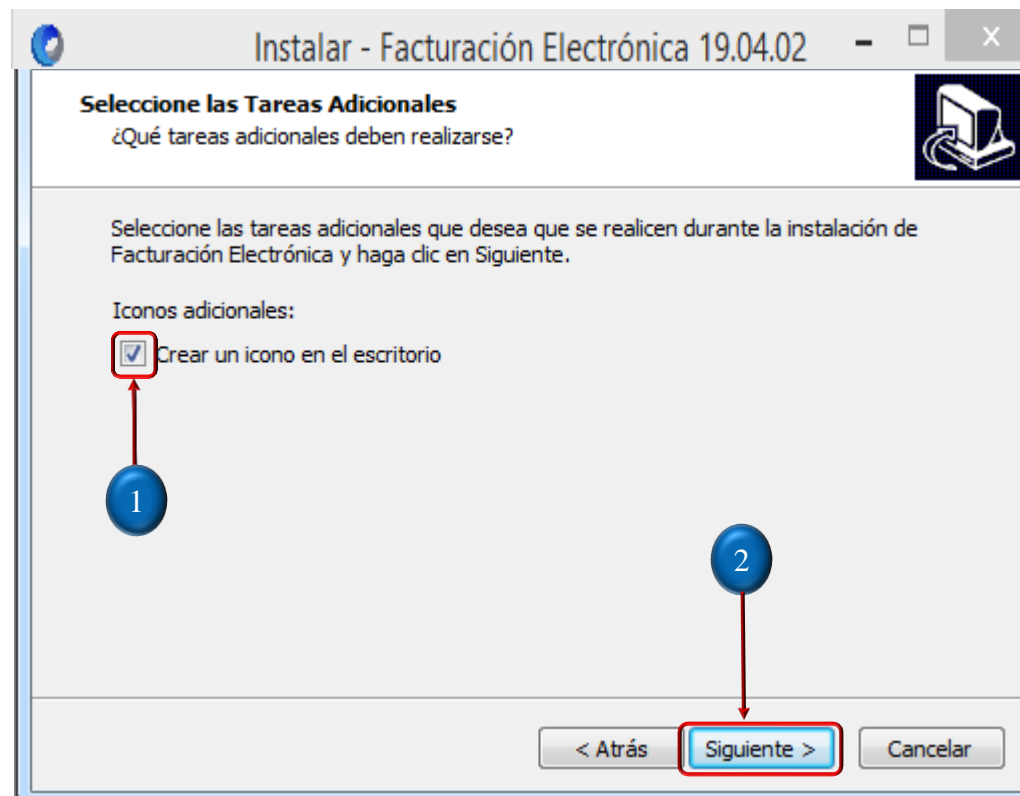 Instalar - Facturación Electrónica 19.04.02
Seleccione las Tareas Adicionales
¿Qué tareas adicionales deben realizarse?
Seleccione las tareas adicionales que desea que se realicen durante la instalación de
Facturación Electrónica y haga clic en Siguiente.
Iconos adicionales:
Crear un icono en el escritorio
1
2
< Atrás
Siguiente >
Cancelar